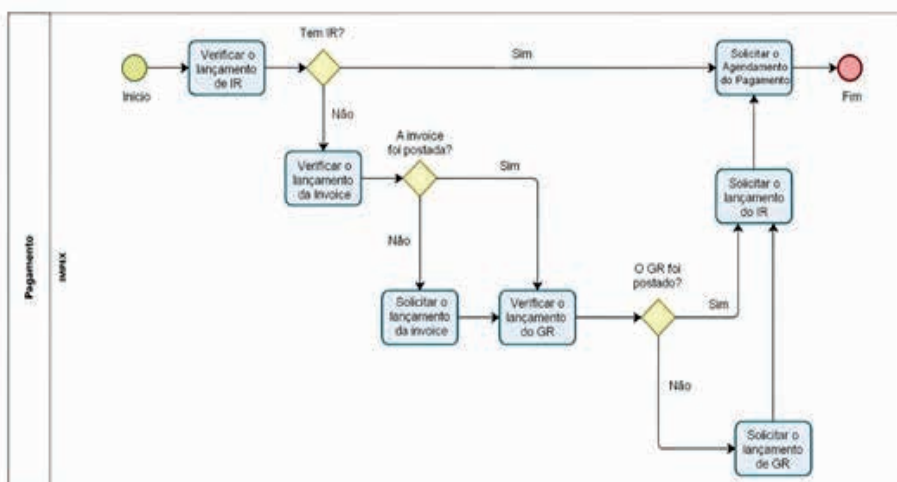 Pagamento
IMPEX
Início
Verificar o
lançamento
de IR
Tem IR?
Sim
Não
Solicitar o
Agendamento
do Pagamento
Fim
Verificar o
lançamento
da Invoice
A invoice
foi postada?
Sim
Não
Solicitar o
lançamento
da invoice
Verificar o
lançamento
do GR
O GR foi
postado?
Sim
Não
Solicitar o
lançamento
do IR
Solicitar o
lançamento
de GR